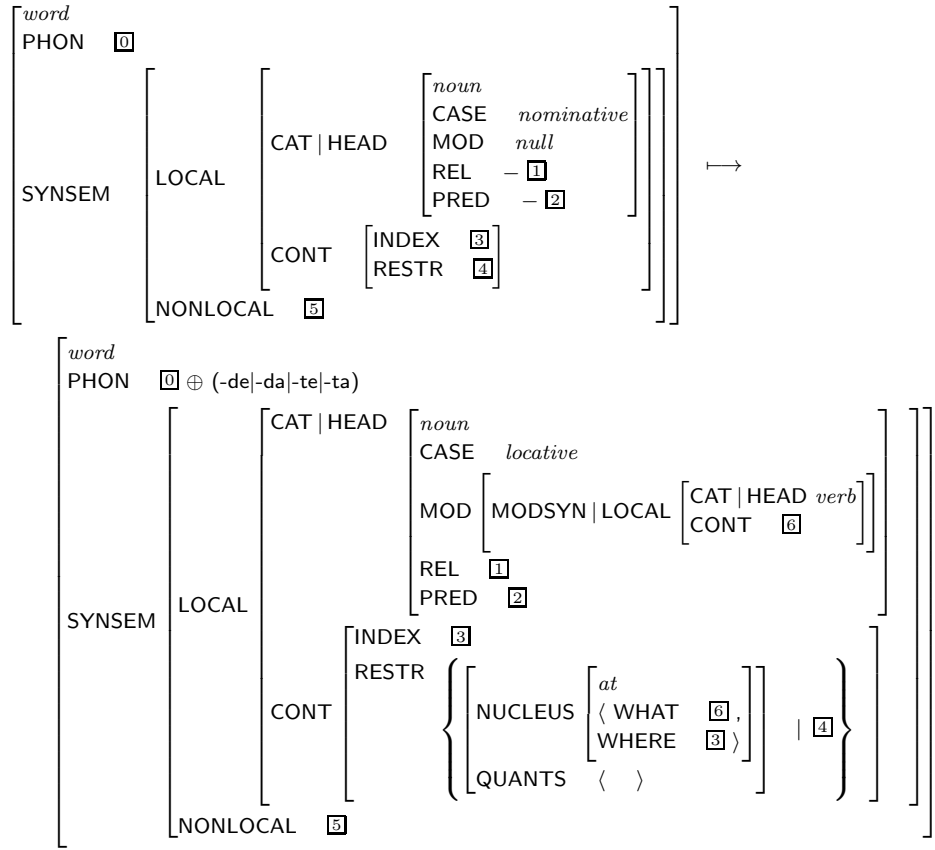 word
PHON 0
SYNSEM
LOCAL
CAT | HEAD
noun
CASE nominative
MOD null
REL − 1
PRED − 2
CONT
INDEX 3
RESTR 4
NONLOCAL 5
⟼
word
PHON 0 ⊕ (-de|-da|-te|-ta)
SYNSEM
LOCAL
CAT | HEAD
noun
CASE locative
MOD
MODSYN | LOCAL
CAT | HEAD verb
CONT 6
REL 1
PRED 2
CONT
INDEX 3
RESTR
NUCLEUS
at
⟨ WHAT 6 ,
WHERE 3 ⟩
QUANTS ⟨ ⟩
| 4
NONLOCAL 5